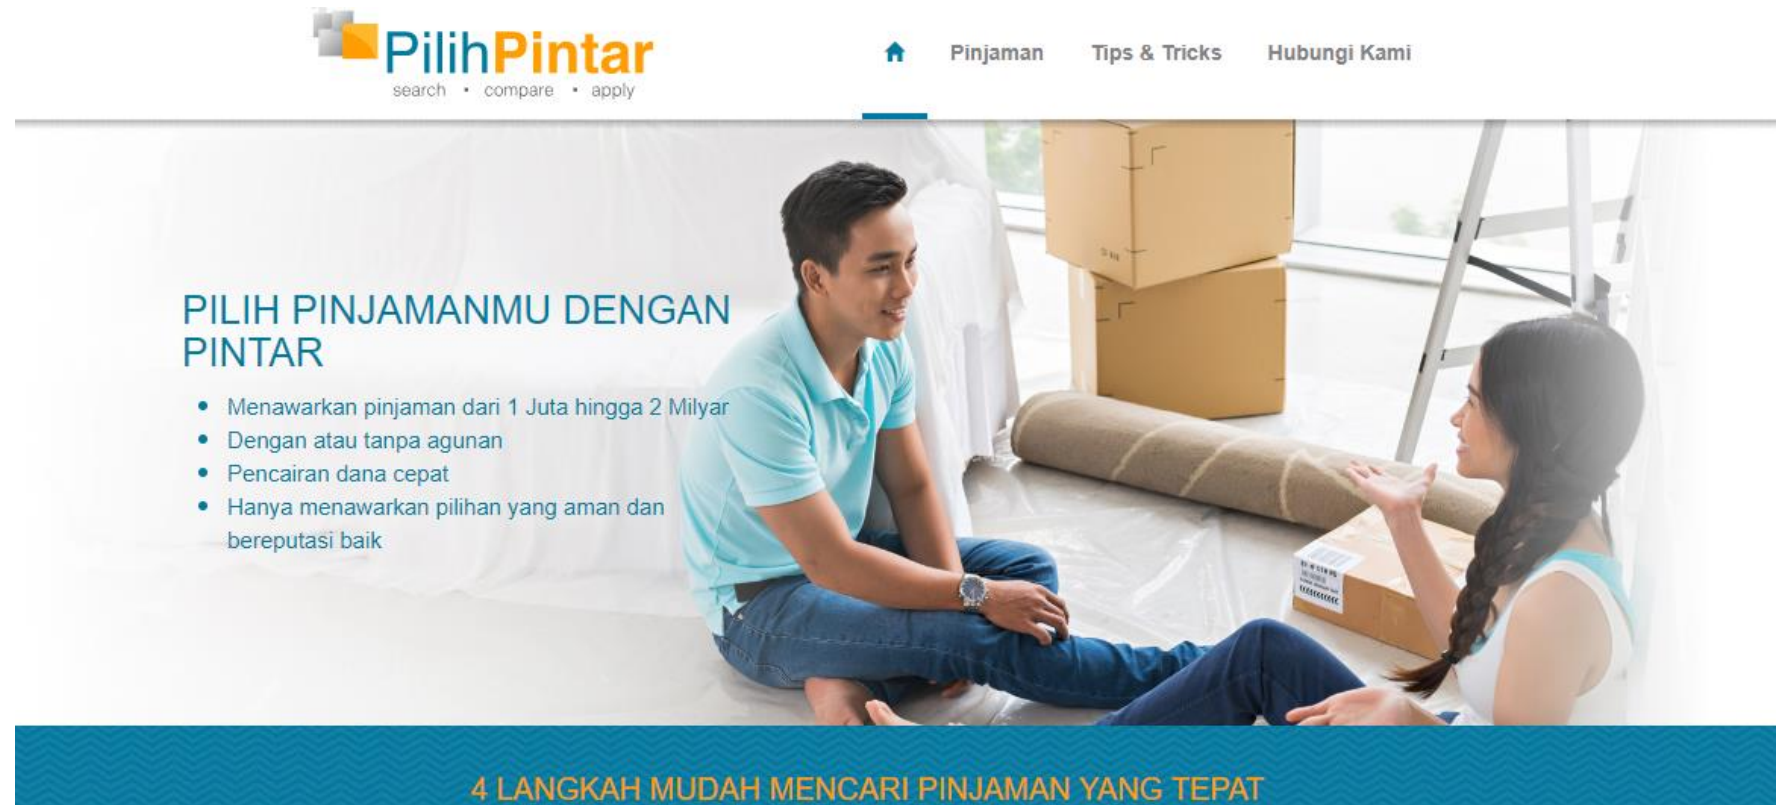 PilihPintar
search • compare • apply
Pinjaman
Tips & Tricks
Hubungi Kami
PILIH PINJAMANMU DENGAN
PINTAR
• Menawarkan pinjaman dari 1 Juta hingga 2 Milyar
• Dengan atau tanpa agunan
• Pencairan dana cepat
• Hanya menawarkan pilihan yang aman dan
bereputasi baik
4 LANGKAH MUDAH MENCARI PINJAMAN YANG TEPAT